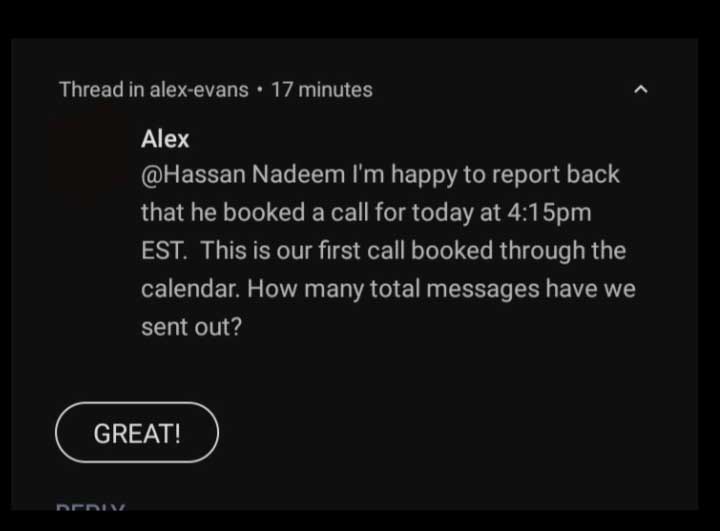 Thread in alex-evans • 17 minutes
Alex
@Hassan Nadeem I'm happy to report back
that he booked a call for today at 4:15pm
EST.  This is our first call booked through the
calendar. How many total messages have we
sent out?
GREAT!
REPLY